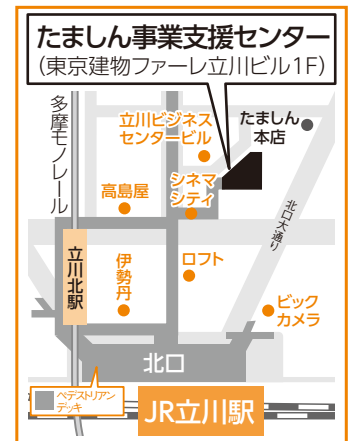 たましん事業支援センター
(東京建物ファーレ立川ビル1F)
多摩モノレール
立川ビジネス
センタービル
たましん
本店
高島屋
シネマ
シティ
北口大通り
立川北駅
伊勢丹
ロフト
ビック
カメラ
北口
ペデストリアン
デッキ
JR立川駅